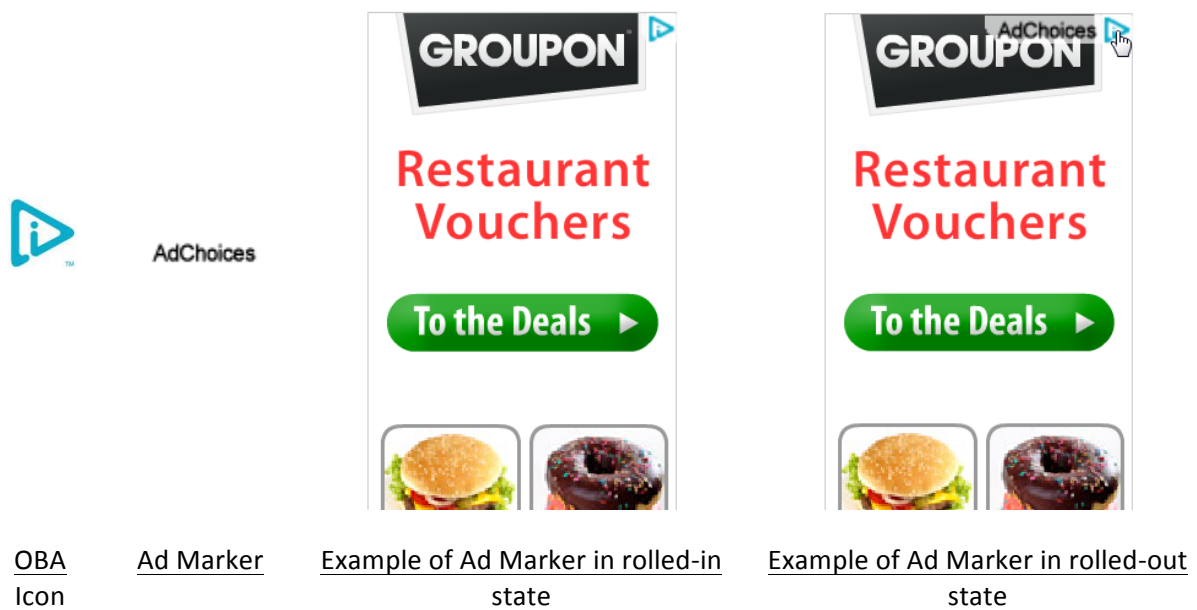 GROUPON
Restaurant
Vouchers
To the Deals
AdChoices
GROUPON
Restaurant
Vouchers
To the Deals
i
TM
AdChoices
OBA
Icon
Ad Marker
Example of Ad Marker in rolled-in
state
Example of Ad Marker in rolled-out
state